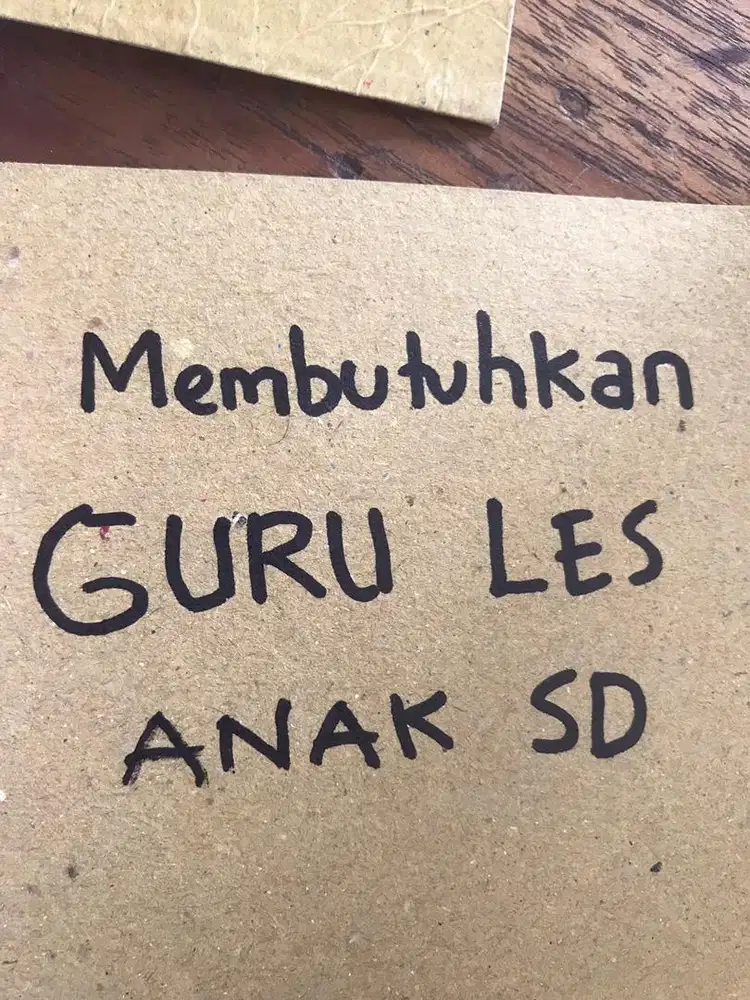 Membutuhkan
GURU LES
ANAK SD